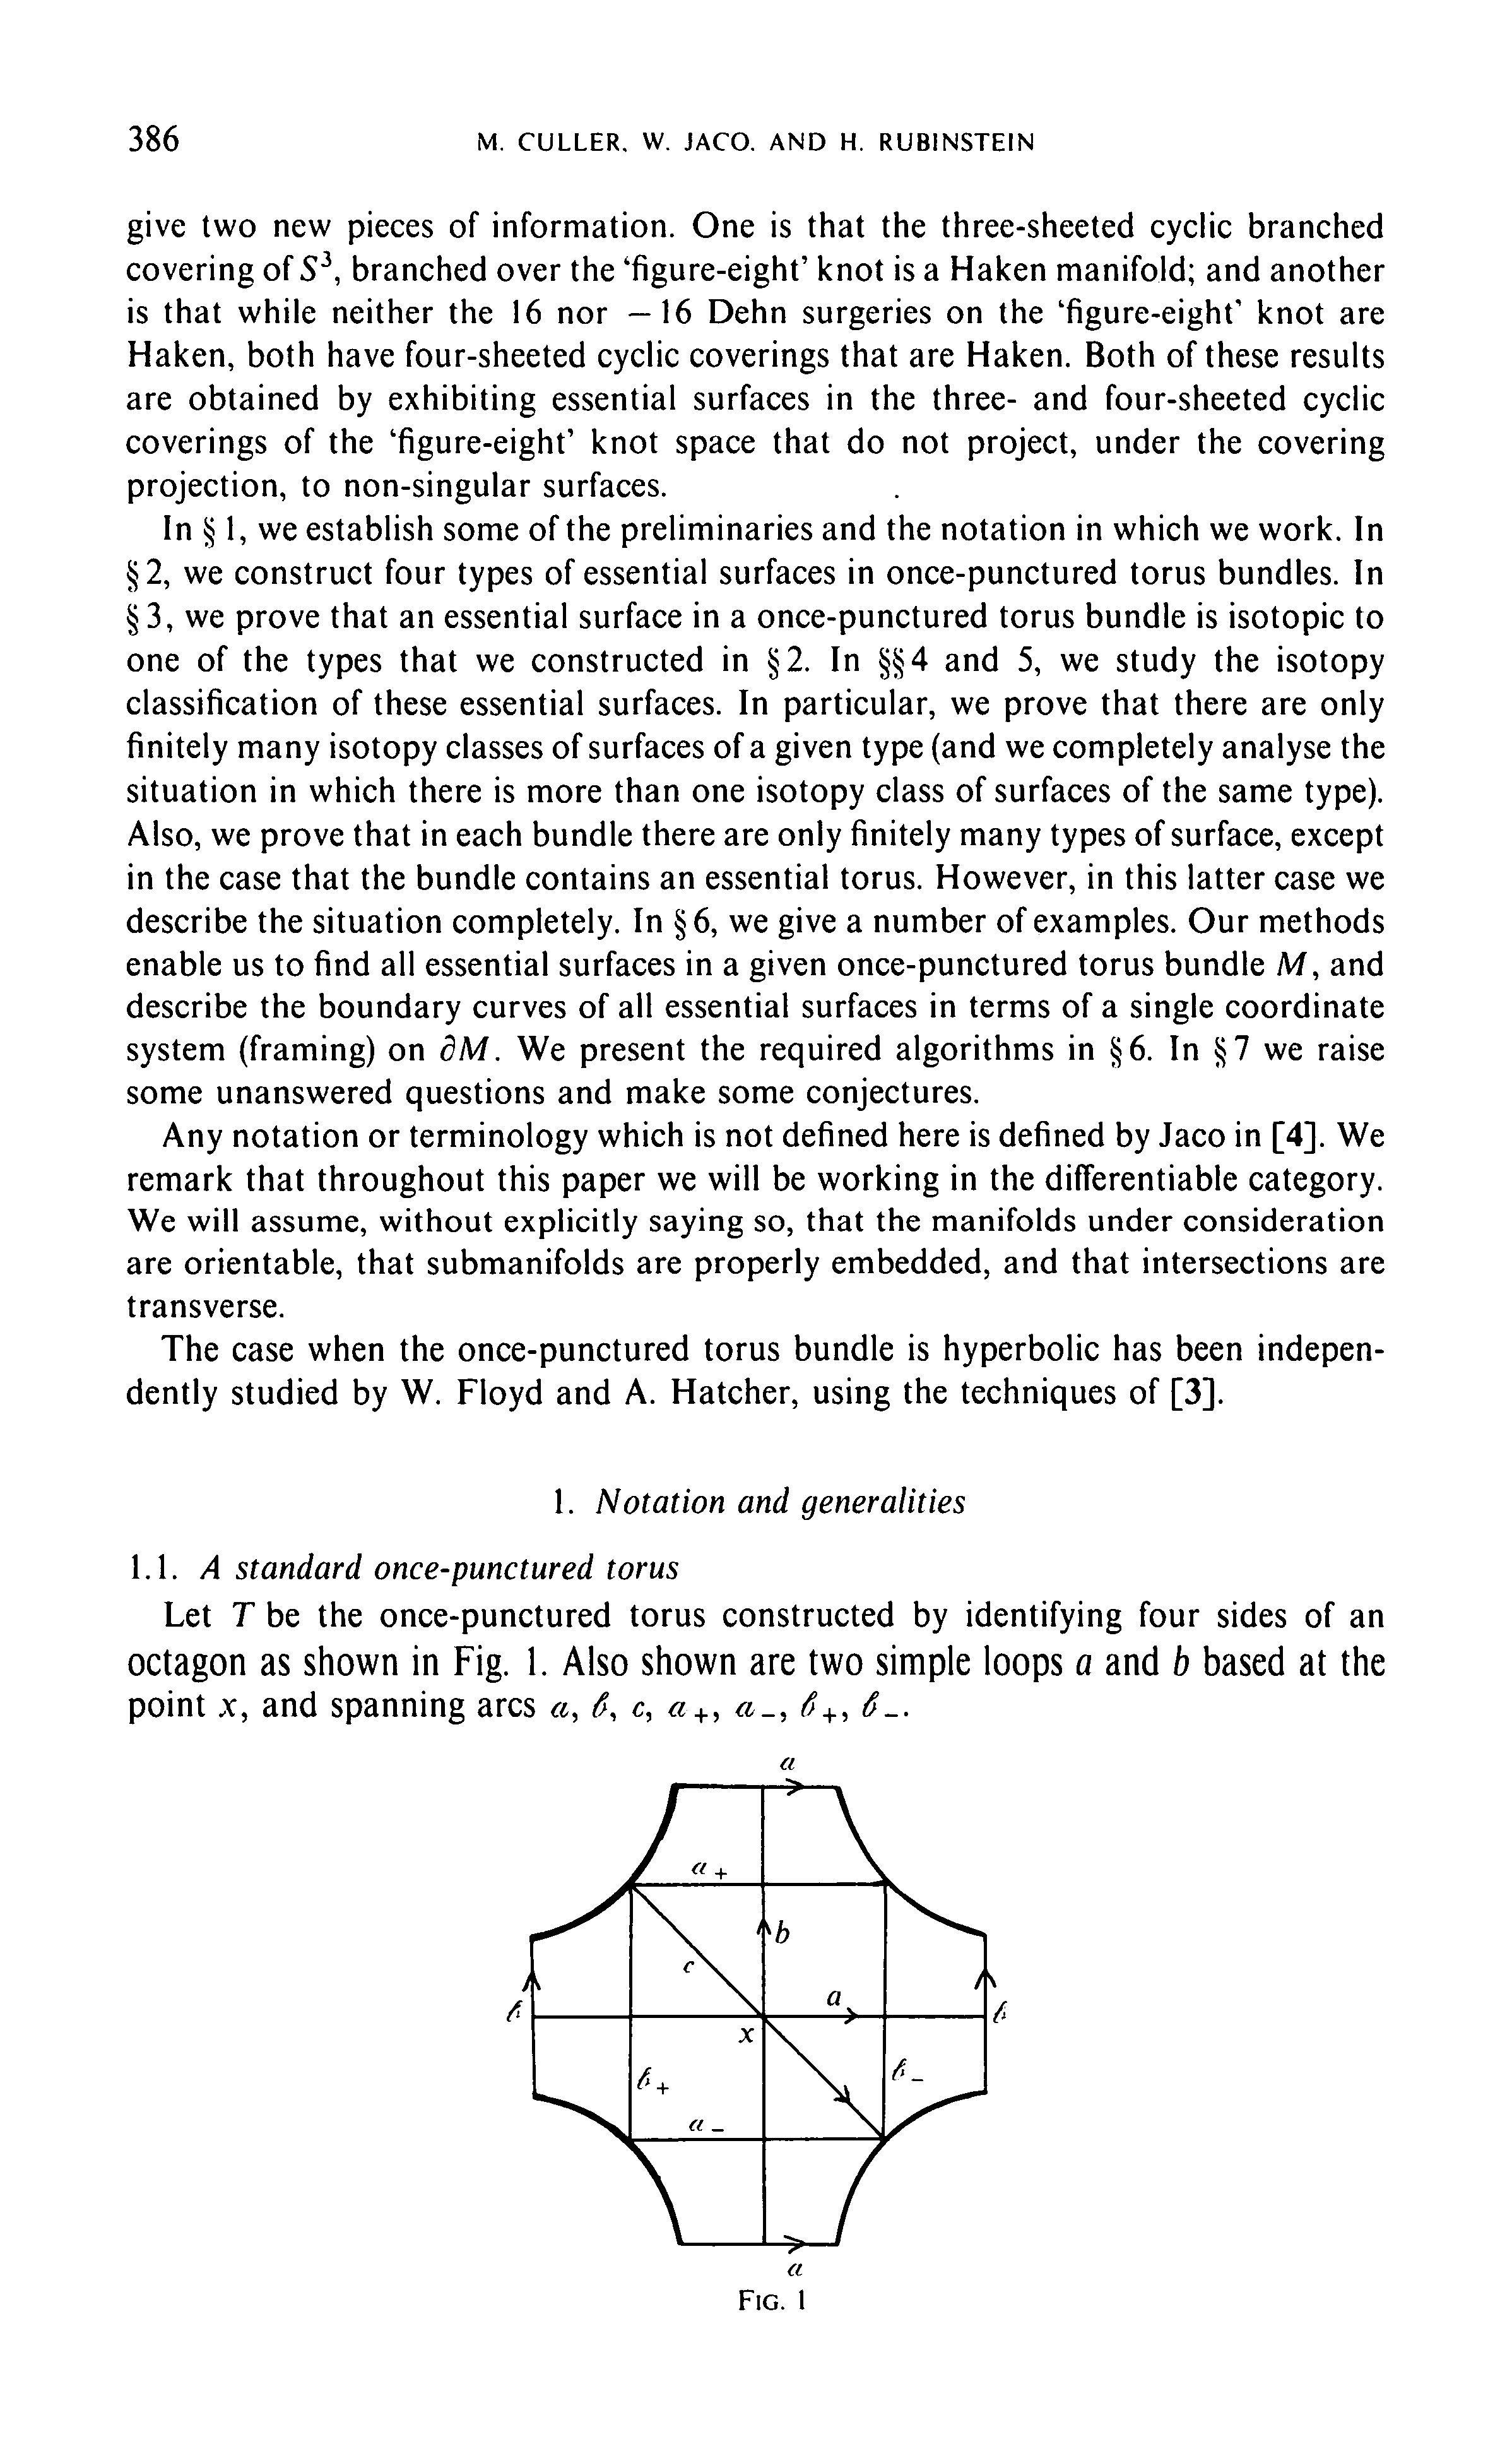 386
M. CULLER. W. JACO. AND H. RUBINSTEIN
give two new pieces of information. One is that the three-sheeted cyclic branched
covering of S³, branched over the ‘figure-eight’ knot is a Haken manifold; and another
is that while neither the 16 nor −16 Dehn surgeries on the ‘figure-eight’ knot are
Haken, both have four-sheeted cyclic coverings that are Haken. Both of these results
are obtained by exhibiting essential surfaces in the three- and four-sheeted cyclic
coverings of the ‘figure-eight’ knot space that do not project, under the covering
projection, to non-singular surfaces.
In § 1, we establish some of the preliminaries and the notation in which we work. In
§ 2, we construct four types of essential surfaces in once-punctured torus bundles. In
§ 3, we prove that an essential surface in a once-punctured torus bundle is isotopic to
one of the types that we constructed in § 2. In §§ 4 and 5, we study the isotopy
classification of these essential surfaces. In particular, we prove that there are only
finitely many isotopy classes of surfaces of a given type (and we completely analyse the
situation in which there is more than one isotopy class of surfaces of the same type).
Also, we prove that in each bundle there are only finitely many types of surface, except
in the case that the bundle contains an essential torus. However, in this latter case we
describe the situation completely. In § 6, we give a number of examples. Our methods
enable us to find all essential surfaces in a given once-punctured torus bundle M, and
describe the boundary curves of all essential surfaces in terms of a single coordinate
system (framing) on ∂M. We present the required algorithms in § 6. In § 7 we raise
some unanswered questions and make some conjectures.
Any notation or terminology which is not defined here is defined by Jaco in [4]. We
remark that throughout this paper we will be working in the differentiable category.
We will assume, without explicitly saying so, that the manifolds under consideration
are orientable, that submanifolds are properly embedded, and that intersections are
transverse.
The case when the once-punctured torus bundle is hyperbolic has been indepen-
dently studied by W. Floyd and A. Hatcher, using the techniques of [3].
1. Notation and generalities
1.1. A standard once-punctured torus
Let T be the once-punctured torus constructed by identifying four sides of an
octagon as shown in Fig. 1. Also shown are two simple loops a and b based at the
point x, and spanning arcs 𝒶, 𝒷, 𝒸, 𝒶₊, 𝒶₋, 𝒷₊, 𝒷₋.
𝒶
𝒶₊
b
𝒸
a
𝒷
𝒷
x
𝒷₊
𝒷₋
𝒶₋
𝒶
FIG. 1